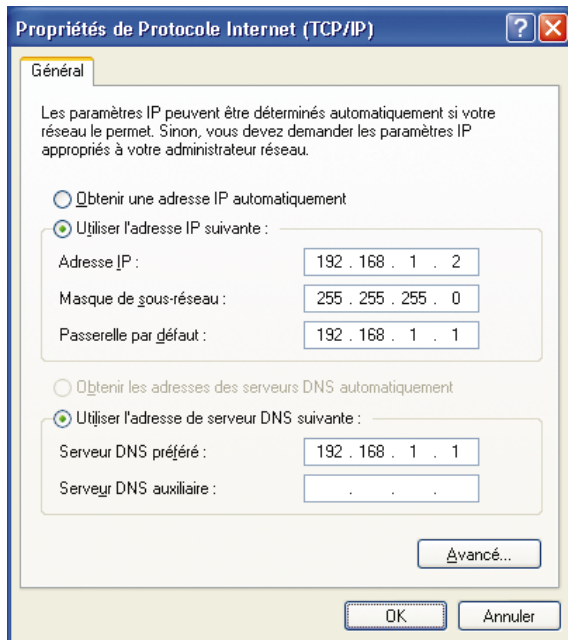 Propriétés de Protocole Internet (TCP/IP)
Général
Les paramètres IP peuvent être déterminés automatiquement si votre
réseau le permet. Sinon, vous devez demander les paramètres IP
appropriés à votre administrateur réseau.
Obtenir une adresse IP automatiquement
Utiliser l'adresse IP suivante :
Adresse IP : 192 . 168 . 1 . 2
Masque de sous-réseau : 255 . 255 . 255 . 0
Passerelle par défaut : 192 . 168 . 1 . 1
Obtenir les adresses des serveurs DNS automatiquement
Utiliser l'adresse de serveur DNS suivante :
Serveur DNS préféré : 192 . 168 . 1 . 1
Serveur DNS auxiliaire : . . .
Avancé...
OK Annuler